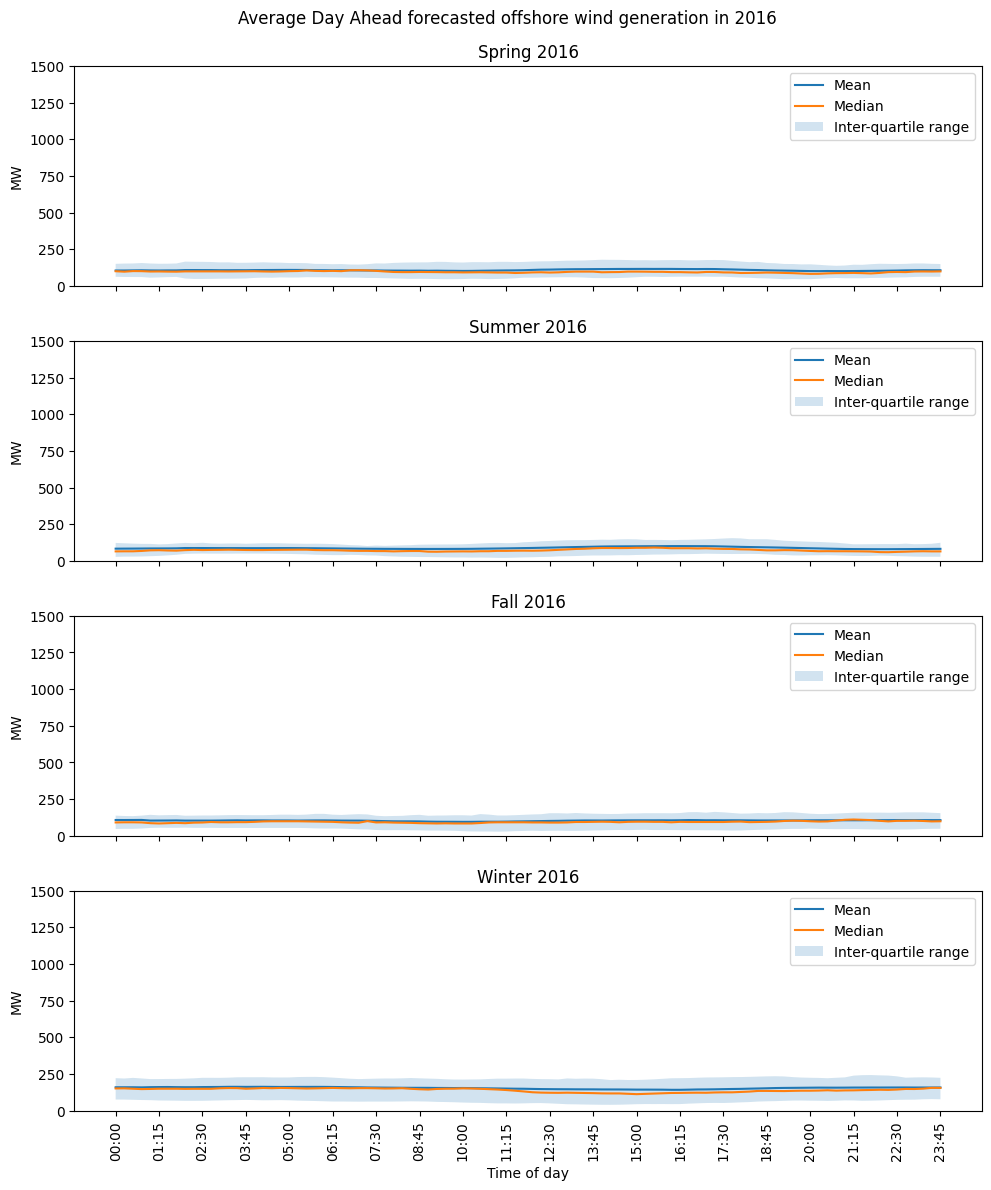 Average Day Ahead forecasted offshore wind generation in 2016
Spring 2016
1500
1250
1000
750
500
250
0
MW
Mean
Median
Inter-quartile range
Summer 2016
1500
1250
1000
750
500
250
0
MW
Mean
Median
Inter-quartile range
Fall 2016
1500
1250
1000
750
500
250
0
MW
Mean
Median
Inter-quartile range
Winter 2016
1500
1250
1000
750
500
250
0
MW
Mean
Median
Inter-quartile range
00:00
01:15
02:30
03:45
05:00
06:15
07:30
08:45
10:00
11:15
12:30
13:45
15:00
16:15
17:30
18:45
20:00
21:15
22:30
23:45
Time of day